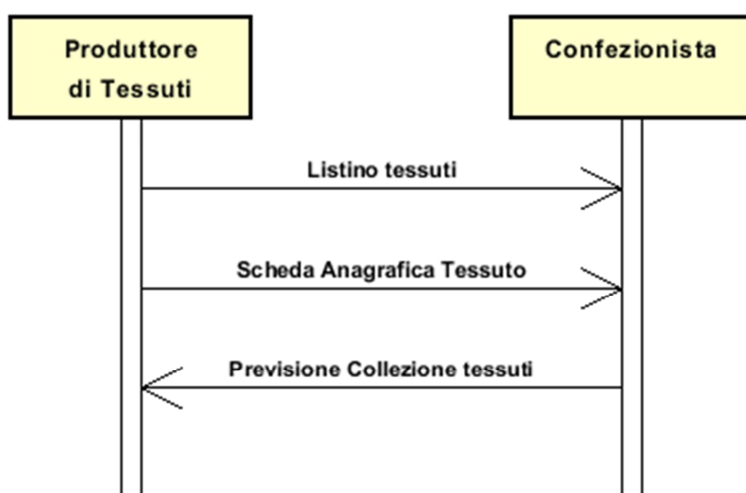 Produttore
di Tessuti
Confezionista
Listino tessuti
Scheda Anagrafica Tessuto
Previsione Collezione tessuti